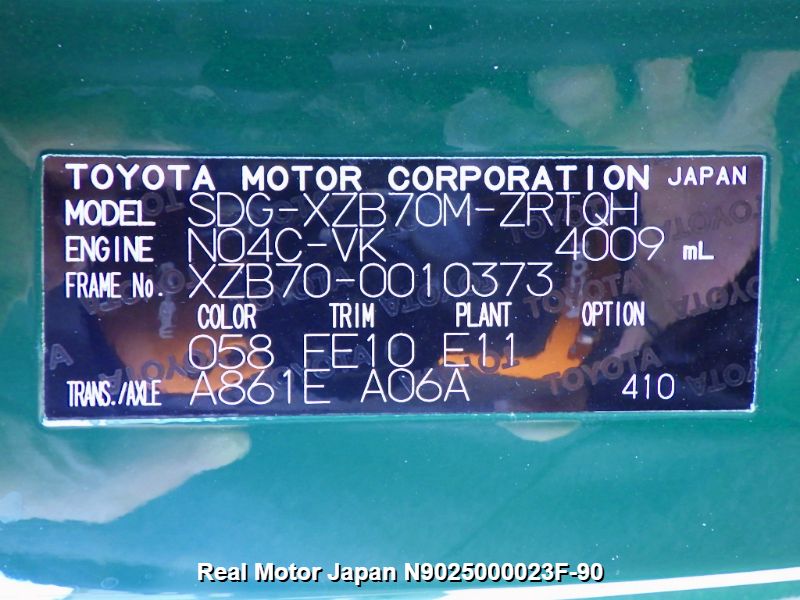 TOYOTA MOTOR CORPORATION JAPAN
MODEL SDG-XZB70M-ZRTQH
ENGINE N04C-VK 4009 mL
FRAME No. XZB70-0010373
COLOR TRIM PLANT OPTION
058 FE10 E11
TRANS./AXLE A861E A06A 410
Real Motor Japan N9025000023F-90